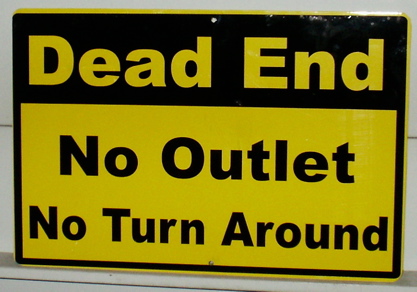 Dead End
No Outlet
No Turn Around